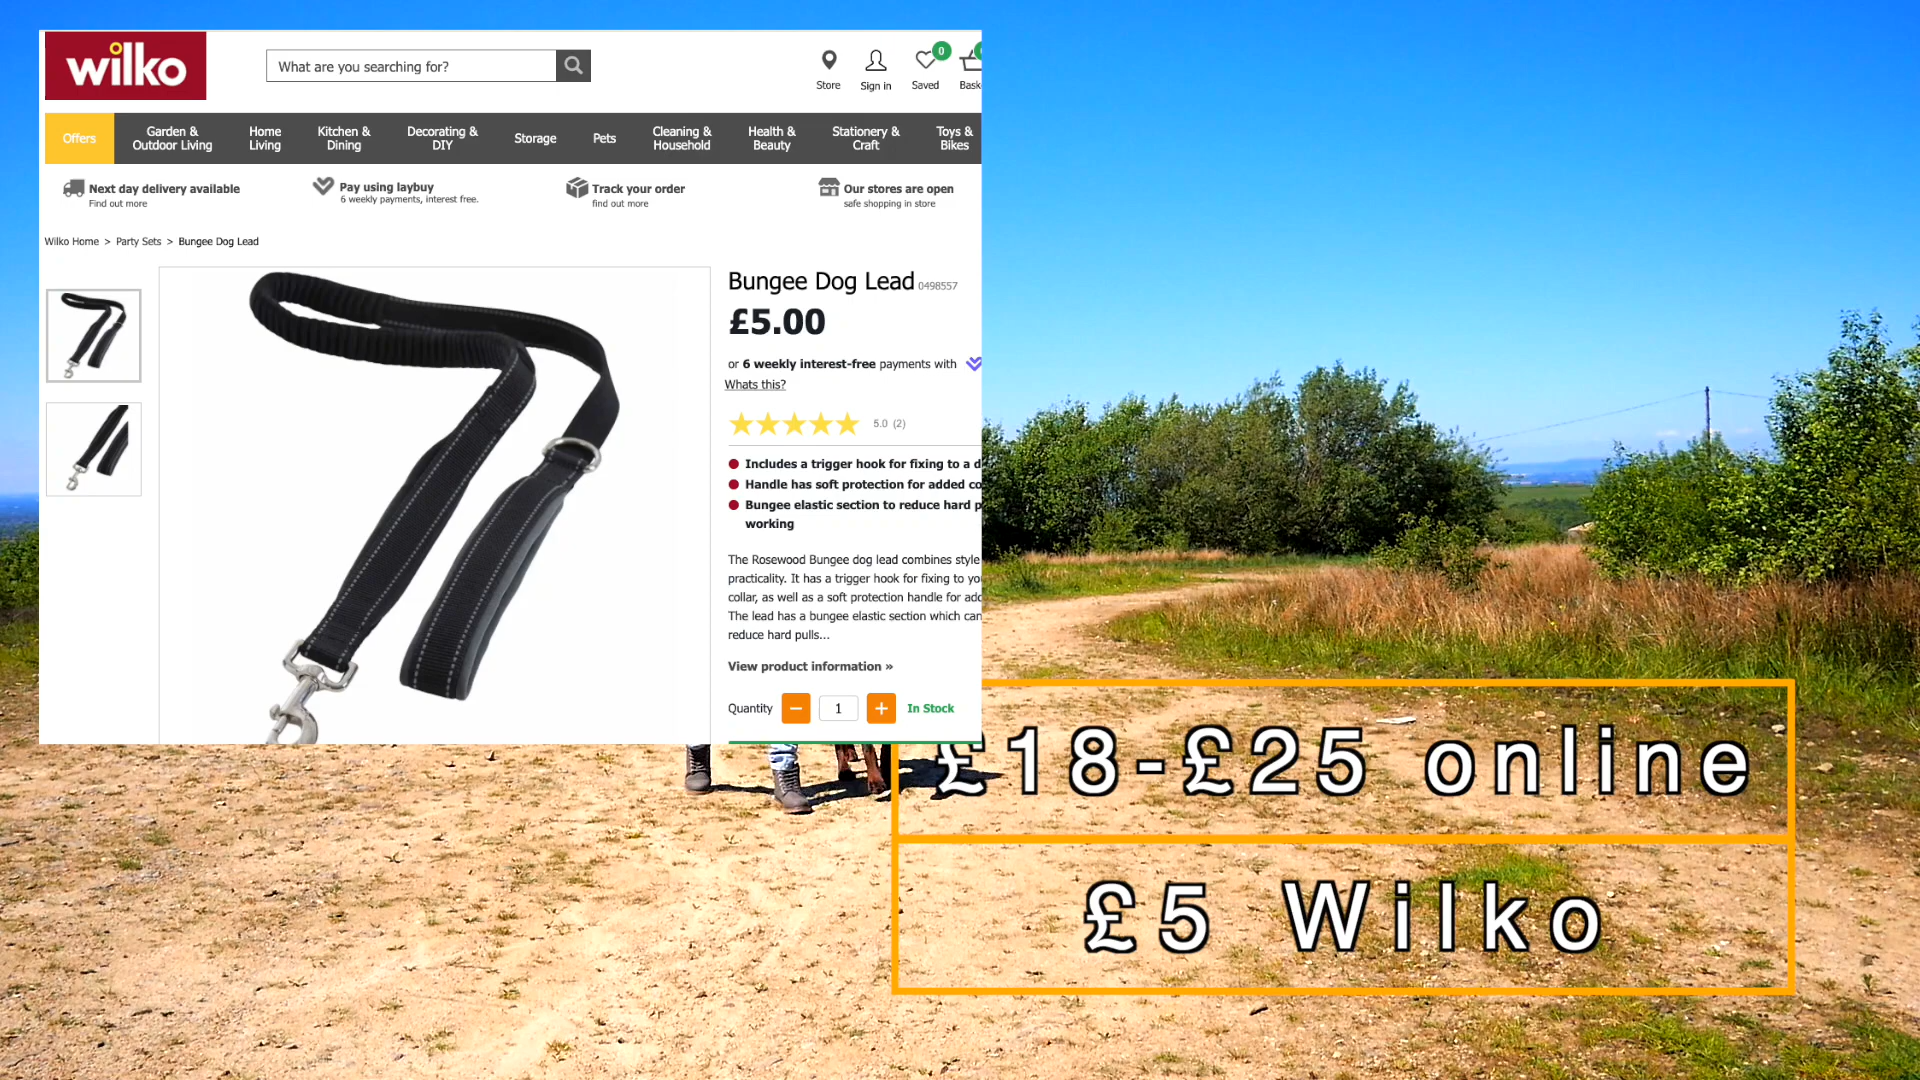 wilko
What are you searching for?
Store
Sign in
0
Saved
Offers
Garden & Outdoor Living
Home Living
Kitchen & Dining
Decorating & DIY
Storage
Pets
Cleaning & Household
Health & Beauty
Stationery & Craft
Toys & Bikes
Next day delivery available
Find out more
Pay using laybuy
6 weekly payments, interest free.
Track your order
find out more
Our stores are open
safe shopping in store
Wilko Home > Party Sets > Bungee Dog Lead
Bungee Dog Lead 0498557
£5.00
or 6 weekly interest-free payments with
Whats this?
5.0 (2)
Includes a trigger hook for fixing to a
Handle has soft protection for added
Bungee elastic section to reduce hard
working
The Rosewood Bungee dog lead combines style
practicality. It has a trigger hook for fixing to
collar, as well as a soft protection handle for
The lead has a bungee elastic section which can
reduce hard pulls...
View product information »
Quantity - 1 + In Stock
£18-£25 online
£5 Wilko